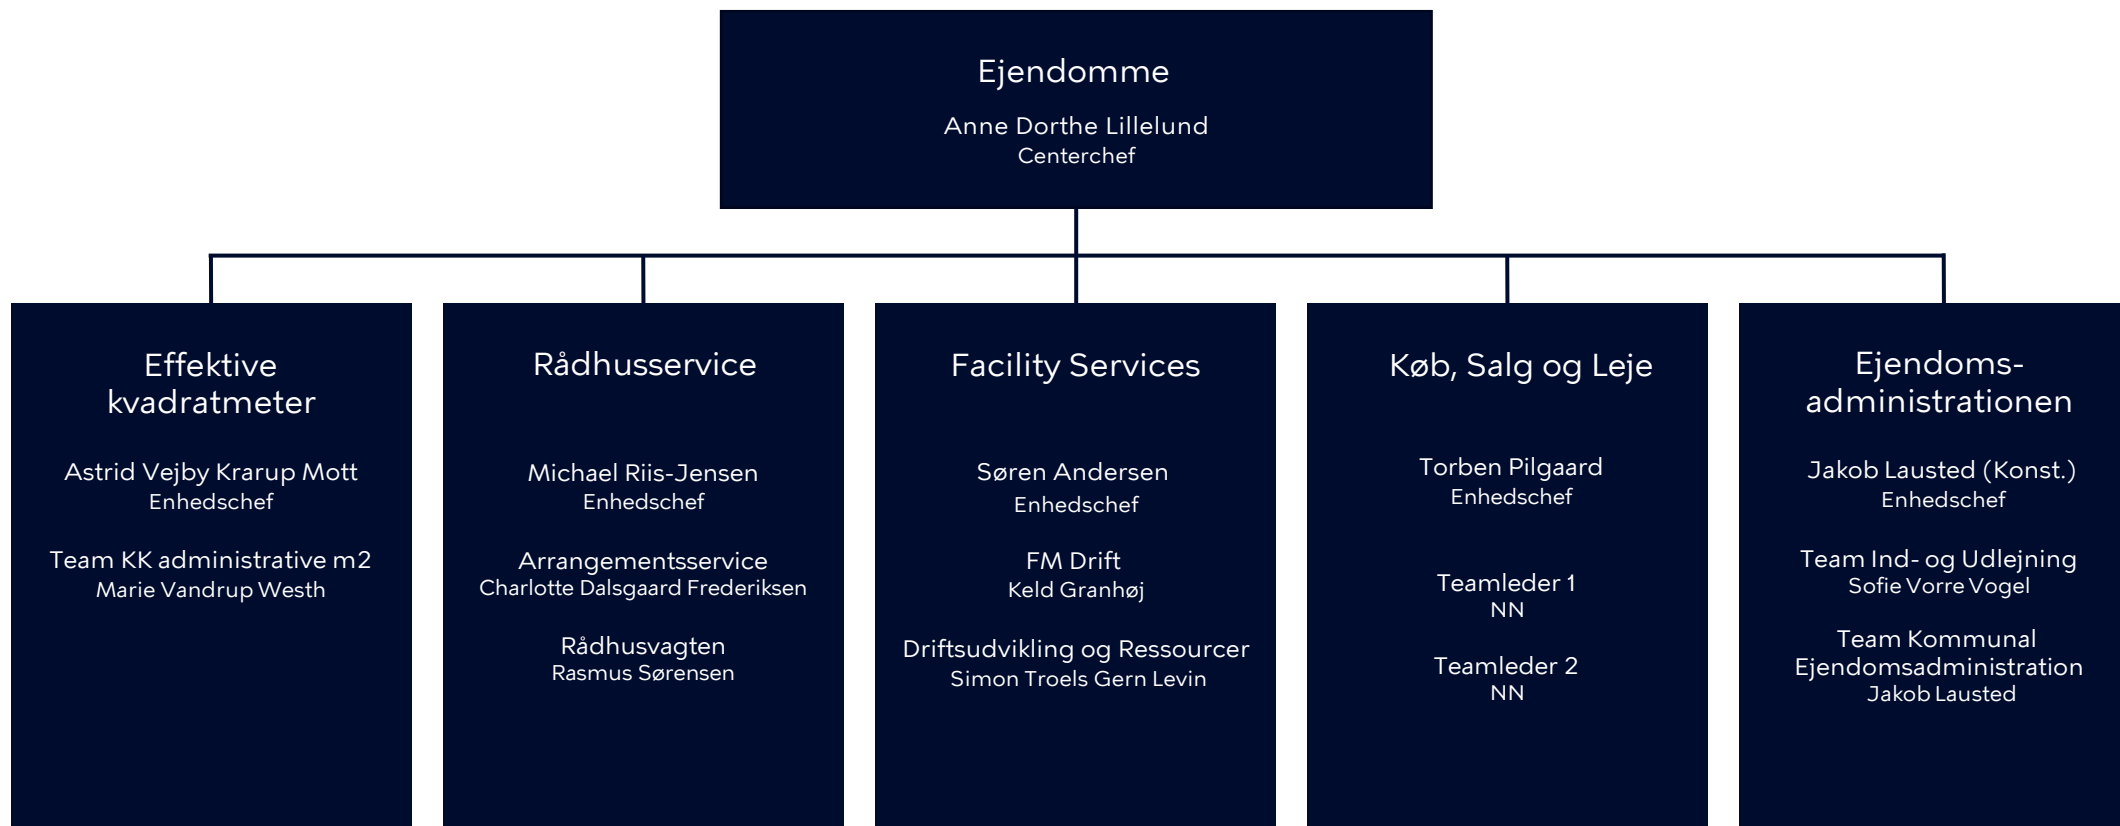 Ejendomme
Anne Dorthe Lillelund
Centerchef
Effektive
kvadratmeter
Astrid Vejby Krarup Mott
Enhedschef
Team KK administrative m2
Marie Vandrup Westh
Rådhusservice
Michael Riis-Jensen
Enhedschef
Arrangementsservice
Charlotte Dalsgaard Frederiksen
Rådhusvagten
Rasmus Sørensen
Facility Services
Søren Andersen
Enhedschef
FM Drift
Keld Granhøj
Driftsudvikling og Ressourcer
Simon Troels Gern Levin
Køb, Salg og Leje
Torben Pilgaard
Enhedschef
Teamleder 1
NN
Teamleder 2
NN
Ejendoms-
administrationen
Jakob Lausted (Konst.)
Enhedschef
Team Ind- og Udlejning
Sofie Vorre Vogel
Team Kommunal
Ejendomsadministration
Jakob Lausted